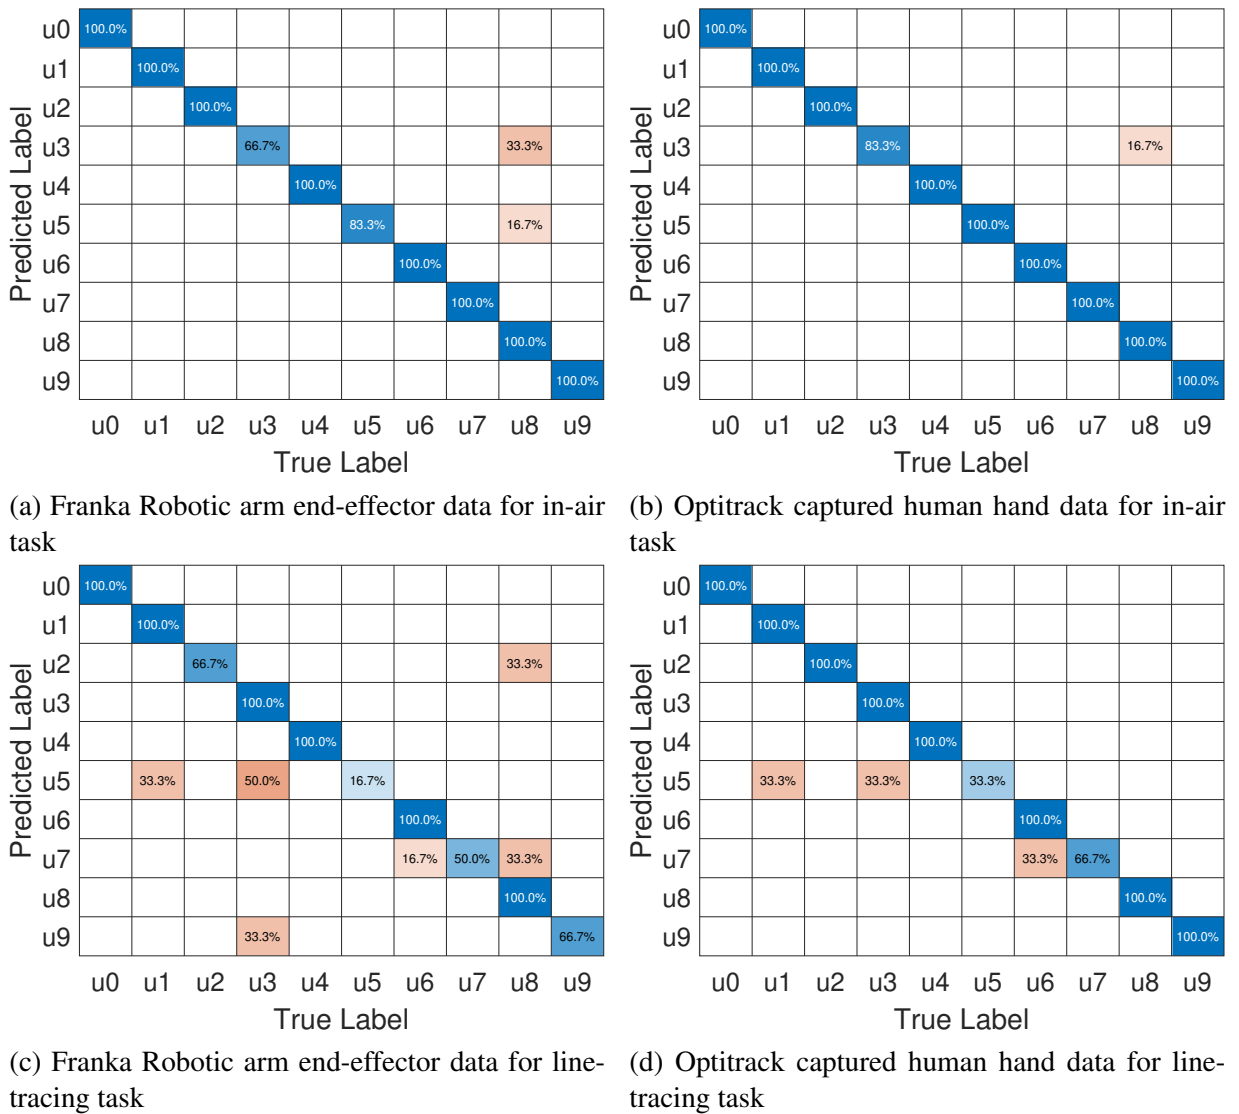 u0 100.0%
u1 100.0%
u2 100.0%
u3 66.7% 33.3%
u4 100.0%
u5 83.3% 16.7%
u6 100.0%
u7 100.0%
u8 100.0%
u9 100.0%
Predicted Label
u0 u1 u2 u3 u4 u5 u6 u7 u8 u9
True Label
(a) Franka Robotic arm end-effector data for in-air
task
u0 100.0%
u1 100.0%
u2 100.0%
u3 83.3% 16.7%
u4 100.0%
u5 100.0%
u6 100.0%
u7 100.0%
u8 100.0%
u9 100.0%
Predicted Label
u0 u1 u2 u3 u4 u5 u6 u7 u8 u9
True Label
(b) Optitrack captured human hand data for in-air
task
u0 100.0%
u1 100.0%
u2 66.7% 33.3%
u3 100.0%
u4 100.0%
u5 33.3% 50.0% 16.7%
u6 100.0%
u7 16.7% 50.0% 33.3%
u8 100.0%
u9 33.3% 66.7%
Predicted Label
u0 u1 u2 u3 u4 u5 u6 u7 u8 u9
True Label
(c) Franka Robotic arm end-effector data for line-
tracing task
u0 100.0%
u1 100.0%
u2 100.0%
u3 100.0%
u4 100.0%
u5 33.3% 33.3% 33.3%
u6 100.0%
u7 33.3% 66.7%
u8 100.0%
u9 100.0%
Predicted Label
u0 u1 u2 u3 u4 u5 u6 u7 u8 u9
True Label
(d) Optitrack captured human hand data for line-
tracing task